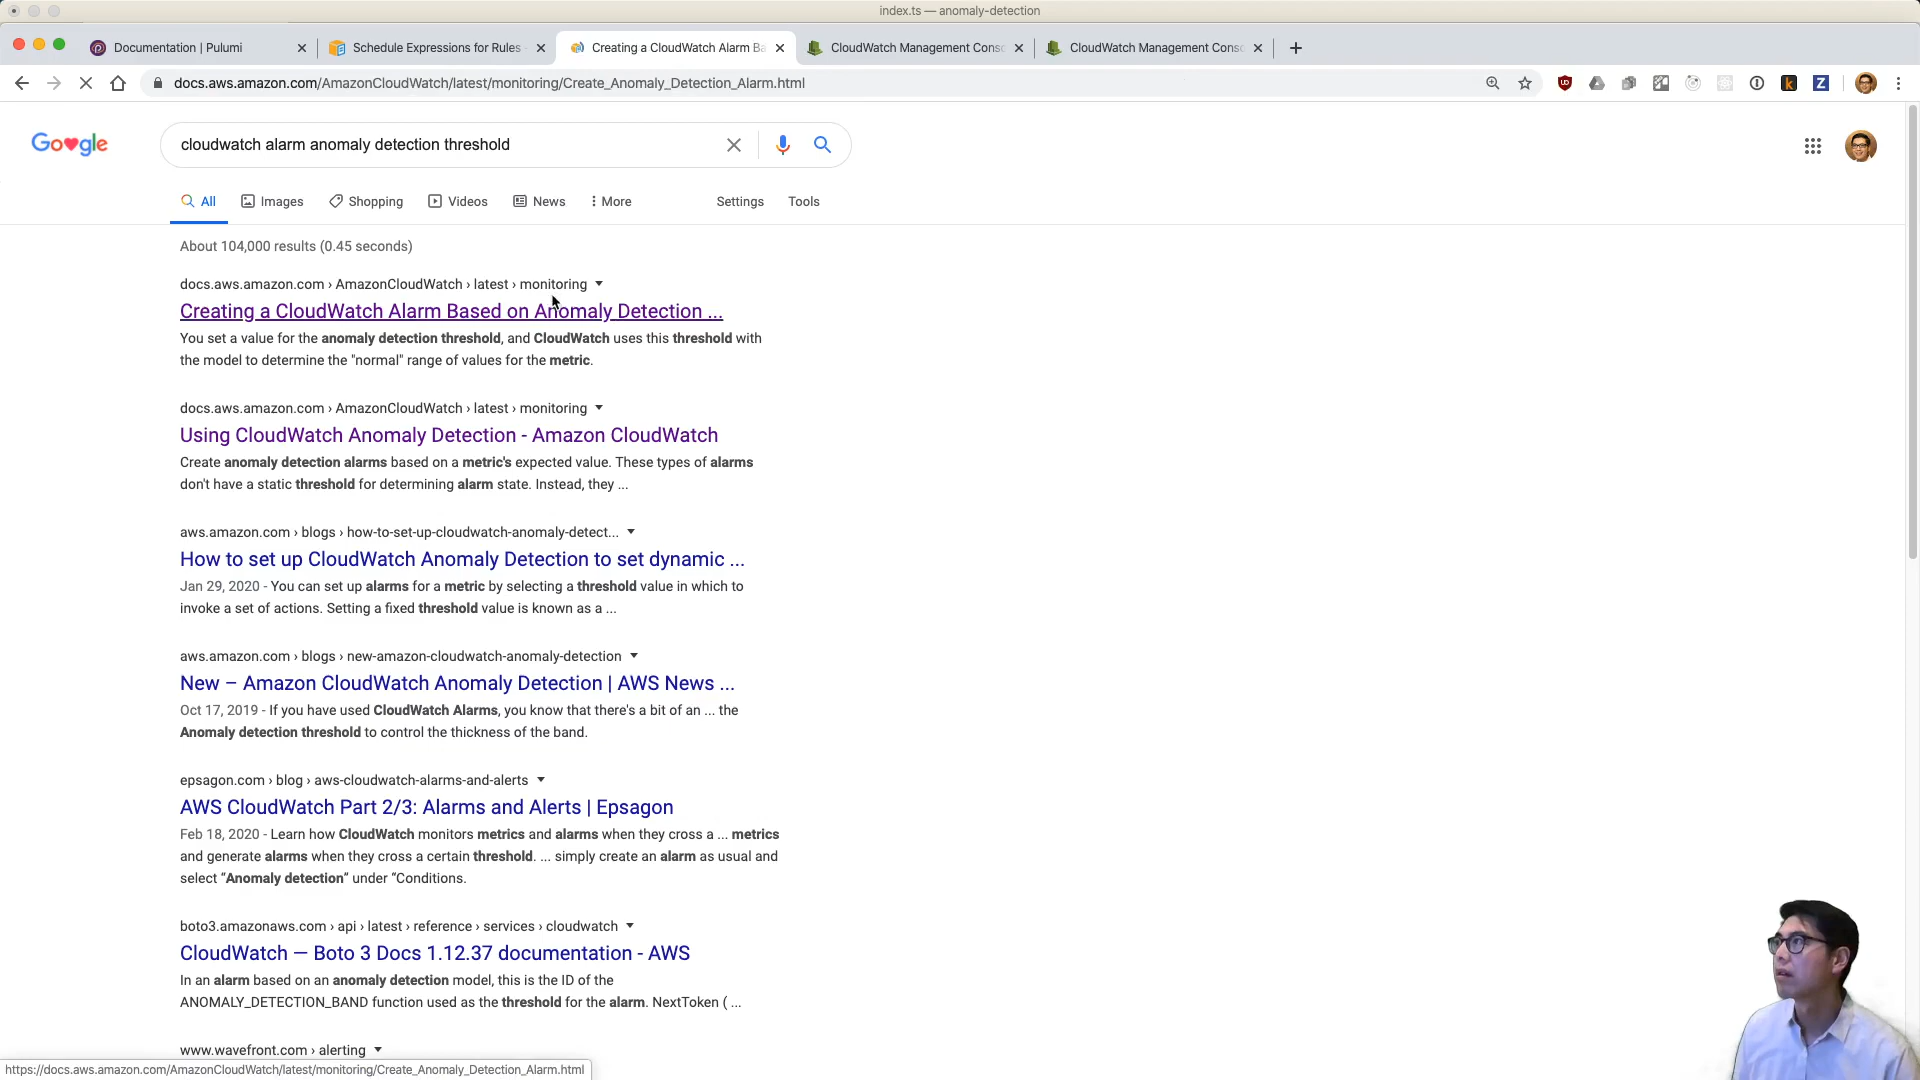 index.ts — anomaly-detection
Documentation | Pulumi
Schedule Expressions for Rules
Creating a CloudWatch Alarm Ba
CloudWatch Management Conso
CloudWatch Management Conso
docs.aws.amazon.com/AmazonCloudWatch/latest/monitoring/Create_Anomaly_Detection_Alarm.html
cloudwatch alarm anomaly detection threshold
All
Images
Shopping
Videos
News
More
Settings
Tools
About 104,000 results (0.45 seconds)
docs.aws.amazon.com › AmazonCloudWatch › latest › monitoring
Creating a CloudWatch Alarm Based on Anomaly Detection ...
You set a value for the anomaly detection threshold, and CloudWatch uses this threshold with
the model to determine the "normal" range of values for the metric.
docs.aws.amazon.com › AmazonCloudWatch › latest › monitoring
Using CloudWatch Anomaly Detection - Amazon CloudWatch
Create anomaly detection alarms based on a metric's expected value. These types of alarms
don't have a static threshold for determining alarm state. Instead, they ...
aws.amazon.com › blogs › how-to-set-up-cloudwatch-anomaly-detect...
How to set up CloudWatch Anomaly Detection to set dynamic ...
Jan 29, 2020 - You can set up alarms for a metric by selecting a threshold value in which to
invoke a set of actions. Setting a fixed threshold value is known as a ...
aws.amazon.com › blogs › new-amazon-cloudwatch-anomaly-detection
New – Amazon CloudWatch Anomaly Detection | AWS News ...
Oct 17, 2019 - If you have used CloudWatch Alarms, you know that there's a bit of an ... the
Anomaly detection threshold to control the thickness of the band.
epsagon.com › blog › aws-cloudwatch-alarms-and-alerts
AWS CloudWatch Part 2/3: Alarms and Alerts | Epsagon
Feb 18, 2020 - Learn how CloudWatch monitors metrics and alarms when they cross a ... metrics
and generate alarms when they cross a certain threshold. ... simply create an alarm as usual and
select “Anomaly detection” under “Conditions.
boto3.amazonaws.com › api › latest › reference › services › cloudwatch
CloudWatch — Boto 3 Docs 1.12.37 documentation - AWS
In an alarm based on an anomaly detection model, this is the ID of the
ANOMALY_DETECTION_BAND function used as the threshold for the alarm. NextToken ( ...
www.wavefront.com › alerting
https://docs.aws.amazon.com/AmazonCloudWatch/latest/monitoring/Create_Anomaly_Detection_Alarm.html